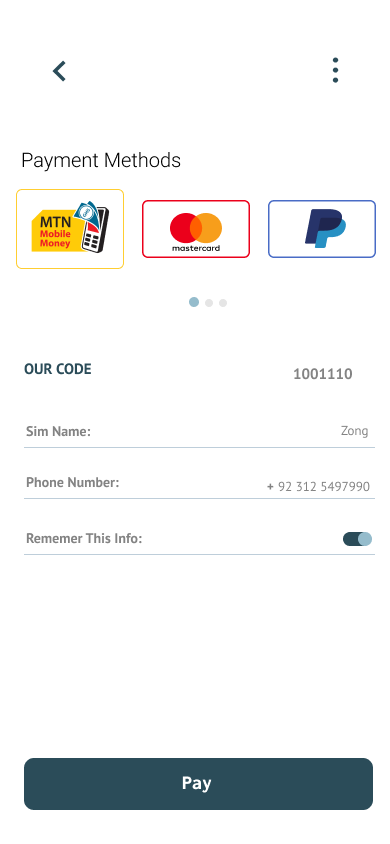 Payment Methods
MTN
Mobile
Money
mastercard
OUR CODE
1001110
Sim Name:
Zong
Phone Number:
+ 92 312 5497990
Rememer This Info:
Pay